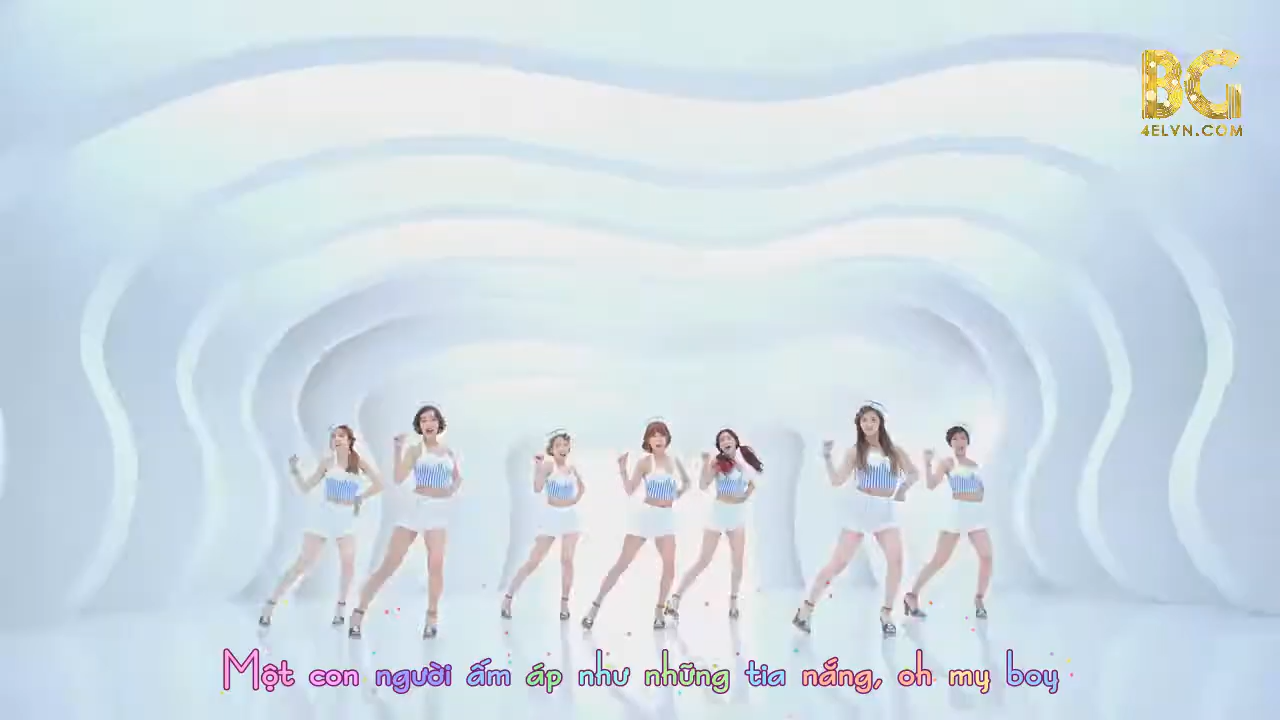 BG
4ELVN.COM
Một con người ấm áp như những tia nắng, oh my boy